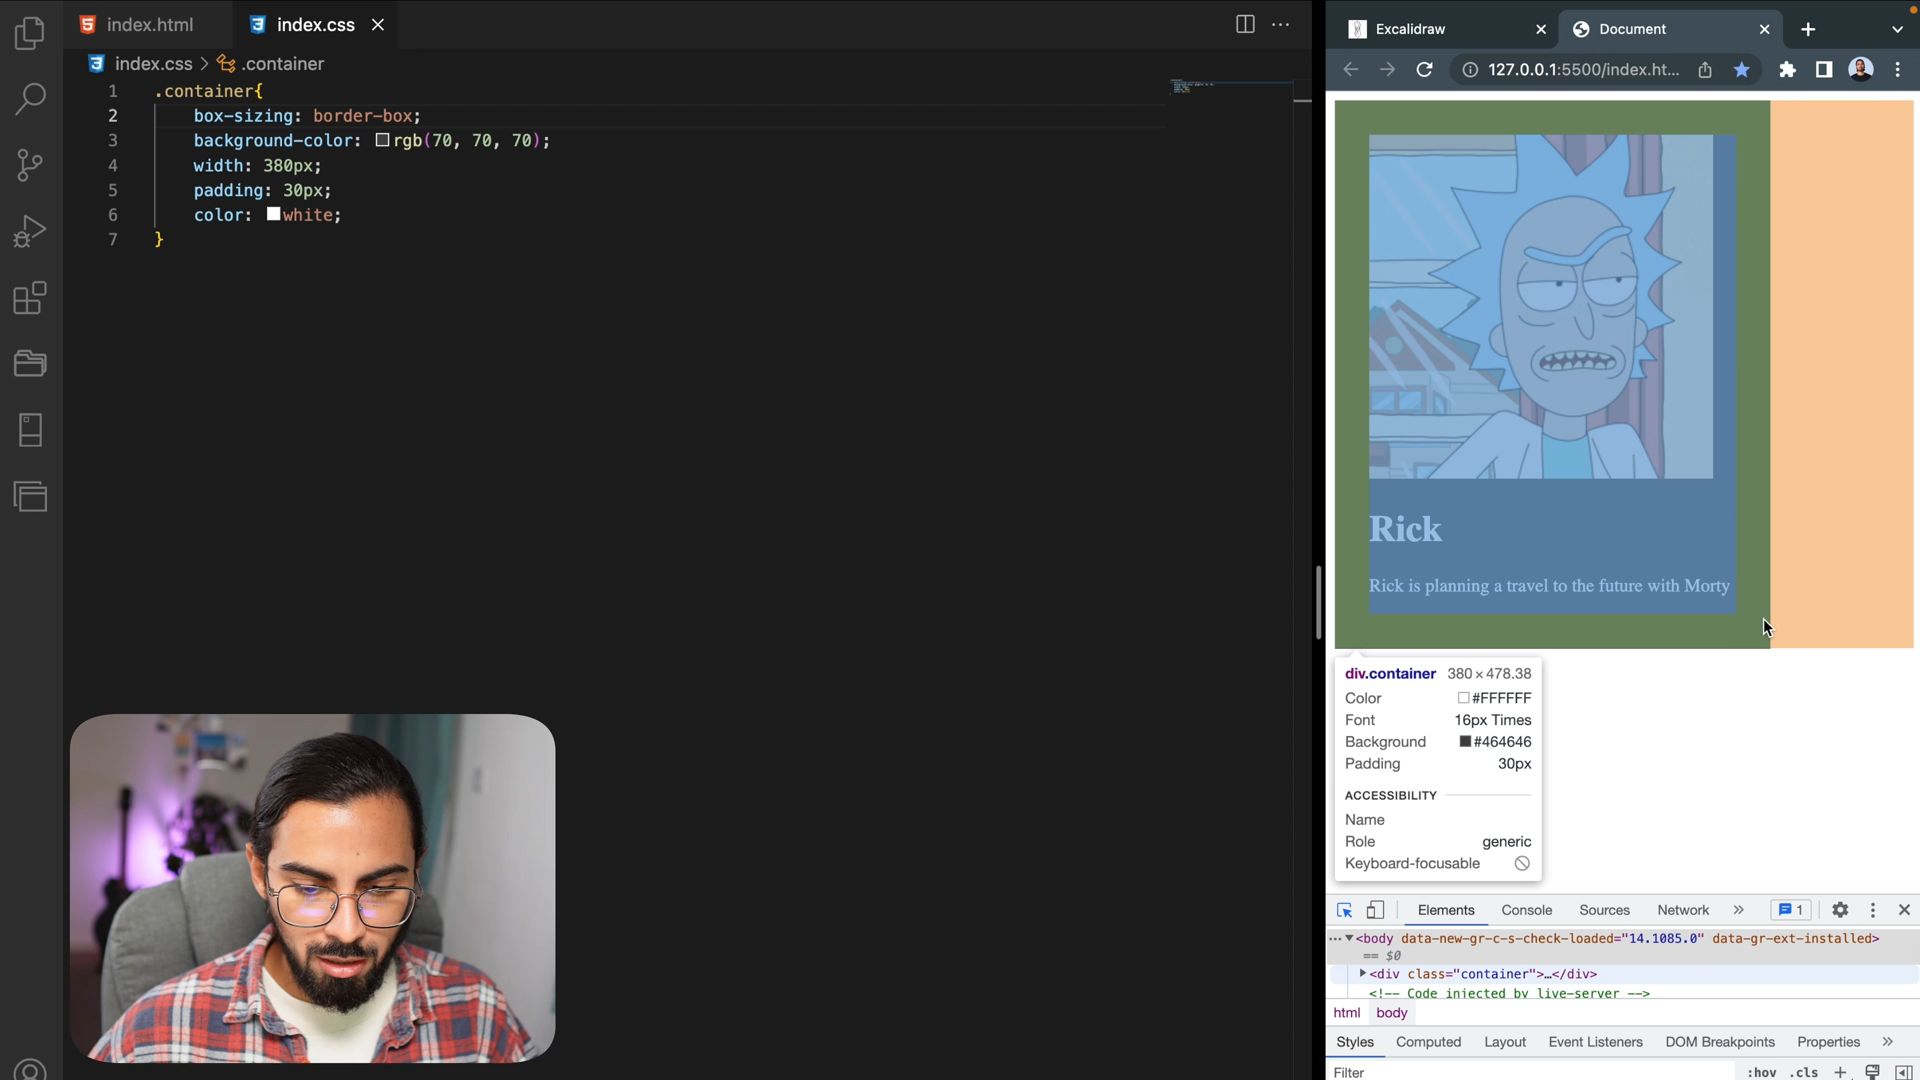 index.html
index.css
index.css > .container
1 .container{
2 box-sizing: border-box;
3 background-color: rgb(70, 70, 70);
4 width: 380px;
5 padding: 30px;
6 color: white;
7 }
Excalidraw
Document
127.0.0.1:5500/index.ht...
Rick
Rick is planning a travel to the future with Morty
div.container 380 × 478.38
Color #FFFFFF
Font 16px Times
Background #464646
Padding 30px
ACCESSIBILITY
Name
Role generic
Keyboard-focusable
Elements Console Sources Network » 1
<body data-new-gr-c-s-check-loaded="14.1085.0" data-gr-ext-installed>
== $0
<div class="container">…</div>
<!-- Code injected by live-server -->
html body
Styles Computed Layout Event Listeners DOM Breakpoints Properties »
Filter :hov .cls +